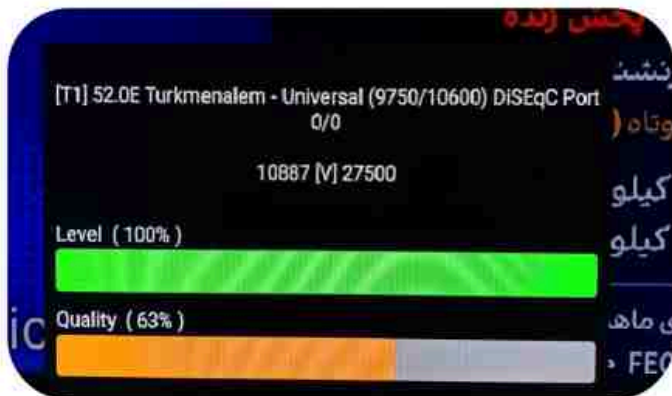 پخش زنده
[T1] 52.0E Turkmenalem - Universal (9750/10600) DiSEqC Port
0/0
10887 [V] 27500
Level ( 100% )
Quality ( 63% )
کیلو
کیلو
FEC